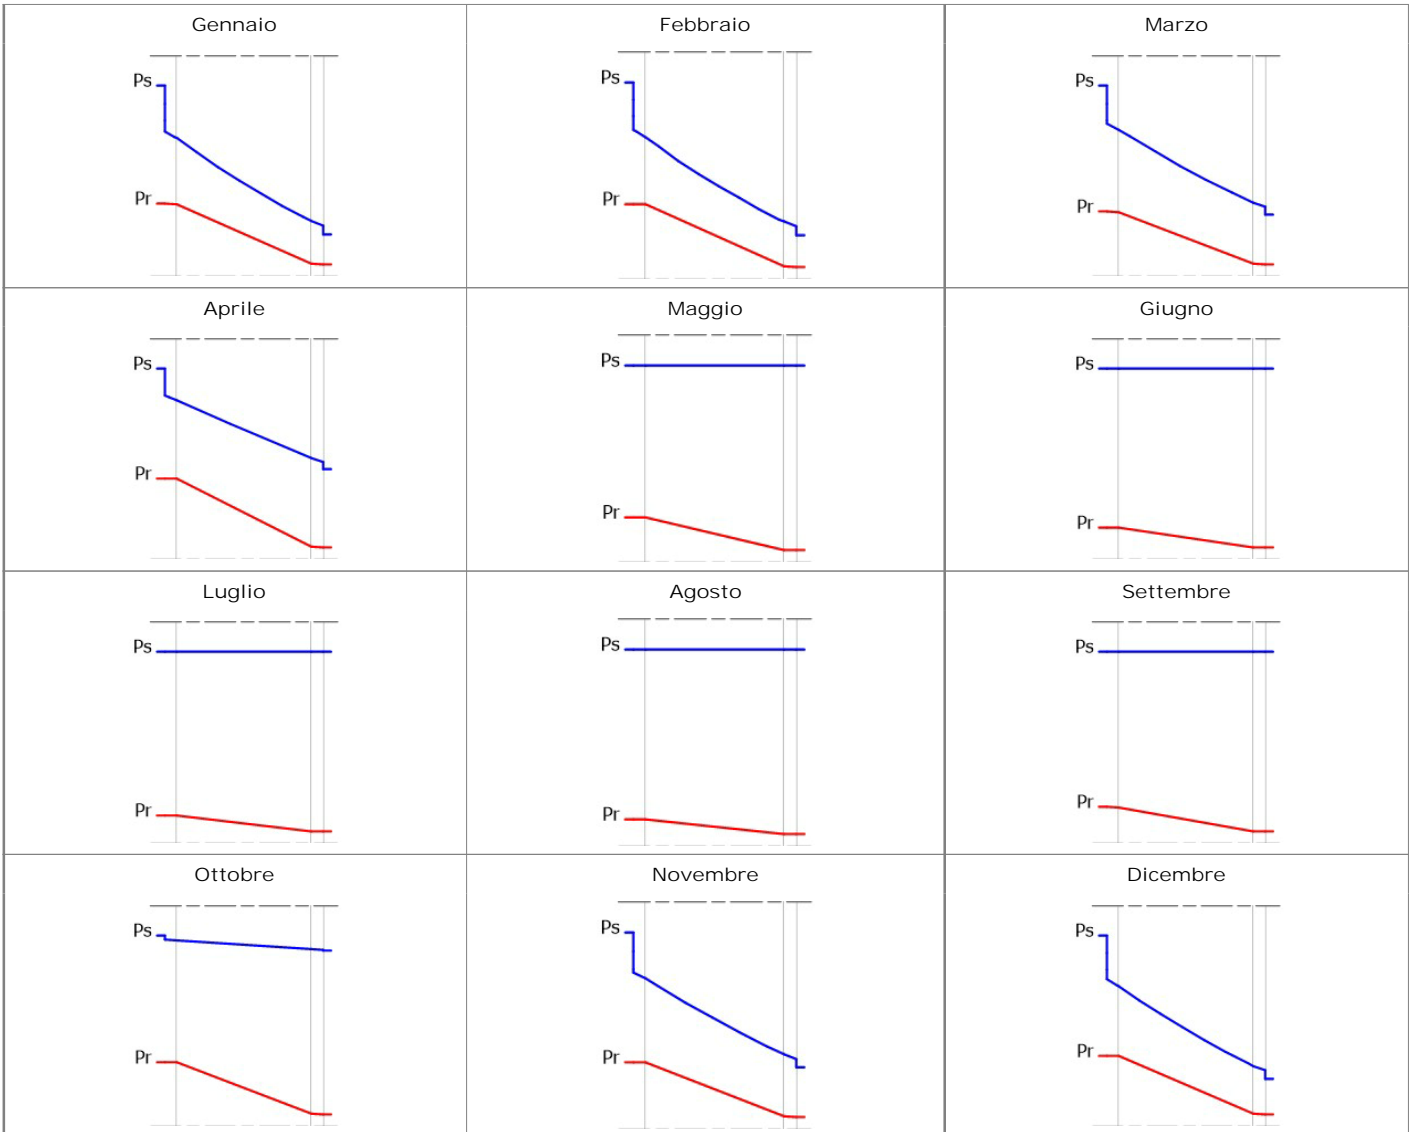 Gennaio
Febbraio
Marzo
Ps
Ps
Ps
Pr
Pr
Pr
Aprile
Maggio
Giugno
Ps
Ps
Ps
Pr
Pr
Pr
Luglio
Agosto
Settembre
Ps
Ps
Ps
Pr
Pr
Pr
Ottobre
Novembre
Dicembre
Ps
Ps
Ps
Pr
Pr
Pr